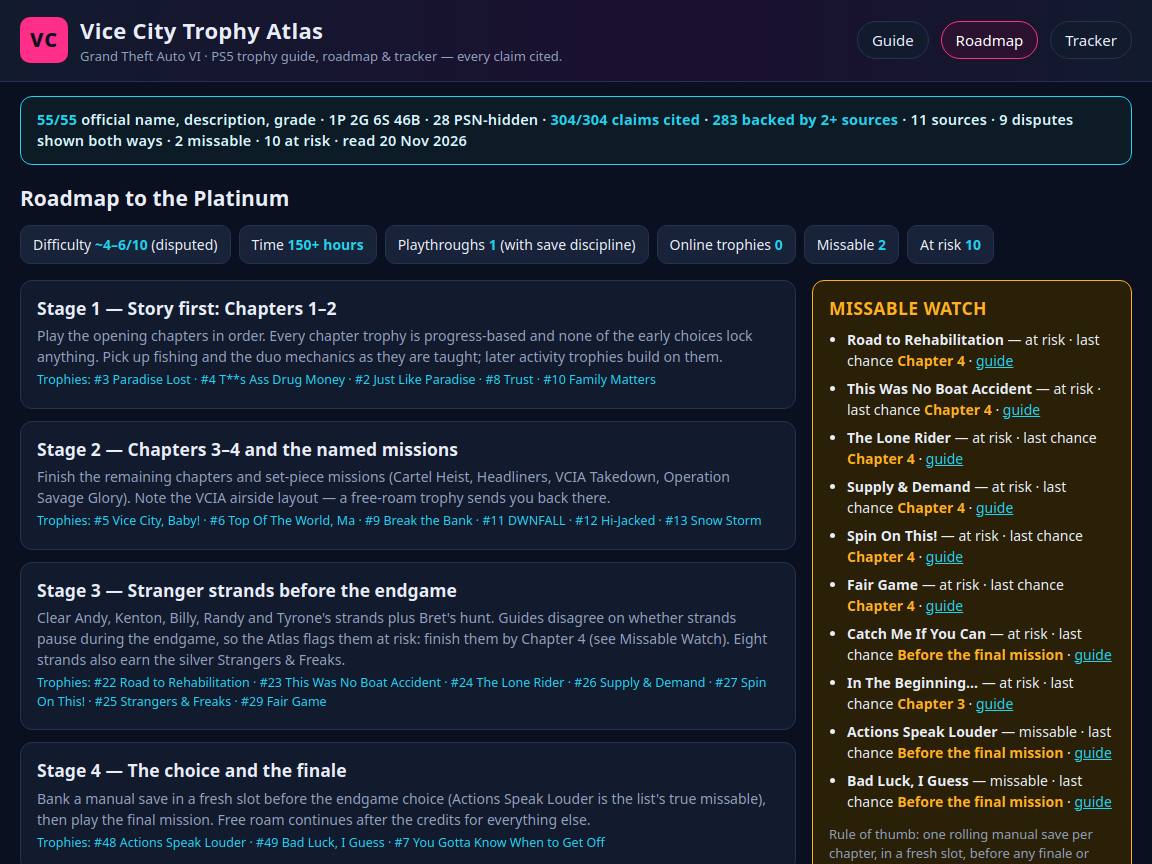 VC
Vice City Trophy Atlas
Grand Theft Auto VI · PS5 trophy guide, roadmap & tracker — every claim cited.
Guide
Roadmap
Tracker
55/55 official name, description, grade · 1P 2G 6S 46B · 28 PSN-hidden · 304/304 claims cited · 283 backed by 2+ sources · 11 sources · 9 disputes
shown both ways · 2 missable · 10 at risk · read 20 Nov 2026
Roadmap to the Platinum
Difficulty ~4–6/10 (disputed)
Time 150+ hours
Playthroughs 1 (with save discipline)
Online trophies 0
Missable 2
At risk 10
Stage 1 — Story first: Chapters 1–2
Play the opening chapters in order. Every chapter trophy is progress-based and none of the early choices lock
anything. Pick up fishing and the duo mechanics as they are taught; later activity trophies build on them.
Trophies: #3 Paradise Lost · #4 T**s Ass Drug Money · #2 Just Like Paradise · #8 Trust · #10 Family Matters
Stage 2 — Chapters 3–4 and the named missions
Finish the remaining chapters and set-piece missions (Cartel Heist, Headliners, VCIA Takedown, Operation
Savage Glory). Note the VCIA airside layout — a free-roam trophy sends you back there.
Trophies: #5 Vice City, Baby! · #6 Top Of The World, Ma · #9 Break the Bank · #11 DWNFALL · #12 Hi-Jacked · #13 Snow Storm
Stage 3 — Stranger strands before the endgame
Clear Andy, Kenton, Billy, Randy and Tyrone's strands plus Bret's hunt. Guides disagree on whether strands
pause during the endgame, so the Atlas flags them at risk: finish them by Chapter 4 (see Missable Watch). Eight
strands also earn the silver Strangers & Freaks.
Trophies: #22 Road to Rehabilitation · #23 This Was No Boat Accident · #24 The Lone Rider · #26 Supply & Demand · #27 Spin
On This! · #25 Strangers & Freaks · #29 Fair Game
Stage 4 — The choice and the finale
Bank a manual save in a fresh slot before the endgame choice (Actions Speak Louder is the list's true missable),
then play the final mission. Free roam continues after the credits for everything else.
Trophies: #48 Actions Speak Louder · #49 Bad Luck, I Guess · #7 You Gotta Know When to Get Off
MISSABLE WATCH
Road to Rehabilitation — at risk · last
chance Chapter 4 · guide
This Was No Boat Accident — at risk ·
last chance Chapter 4 · guide
The Lone Rider — at risk · last chance
Chapter 4 · guide
Supply & Demand — at risk · last
chance Chapter 4 · guide
Spin On This! — at risk · last chance
Chapter 4 · guide
Fair Game — at risk · last chance
Chapter 4 · guide
Catch Me If You Can — at risk · last
chance Before the final mission · guide
In The Beginning... — at risk · last
chance Chapter 3 · guide
Actions Speak Louder — missable · last
chance Before the final mission · guide
Bad Luck, I Guess — missable · last
chance Before the final mission · guide
Rule of thumb: one rolling manual save per
chapter, in a fresh slot, before any finale or